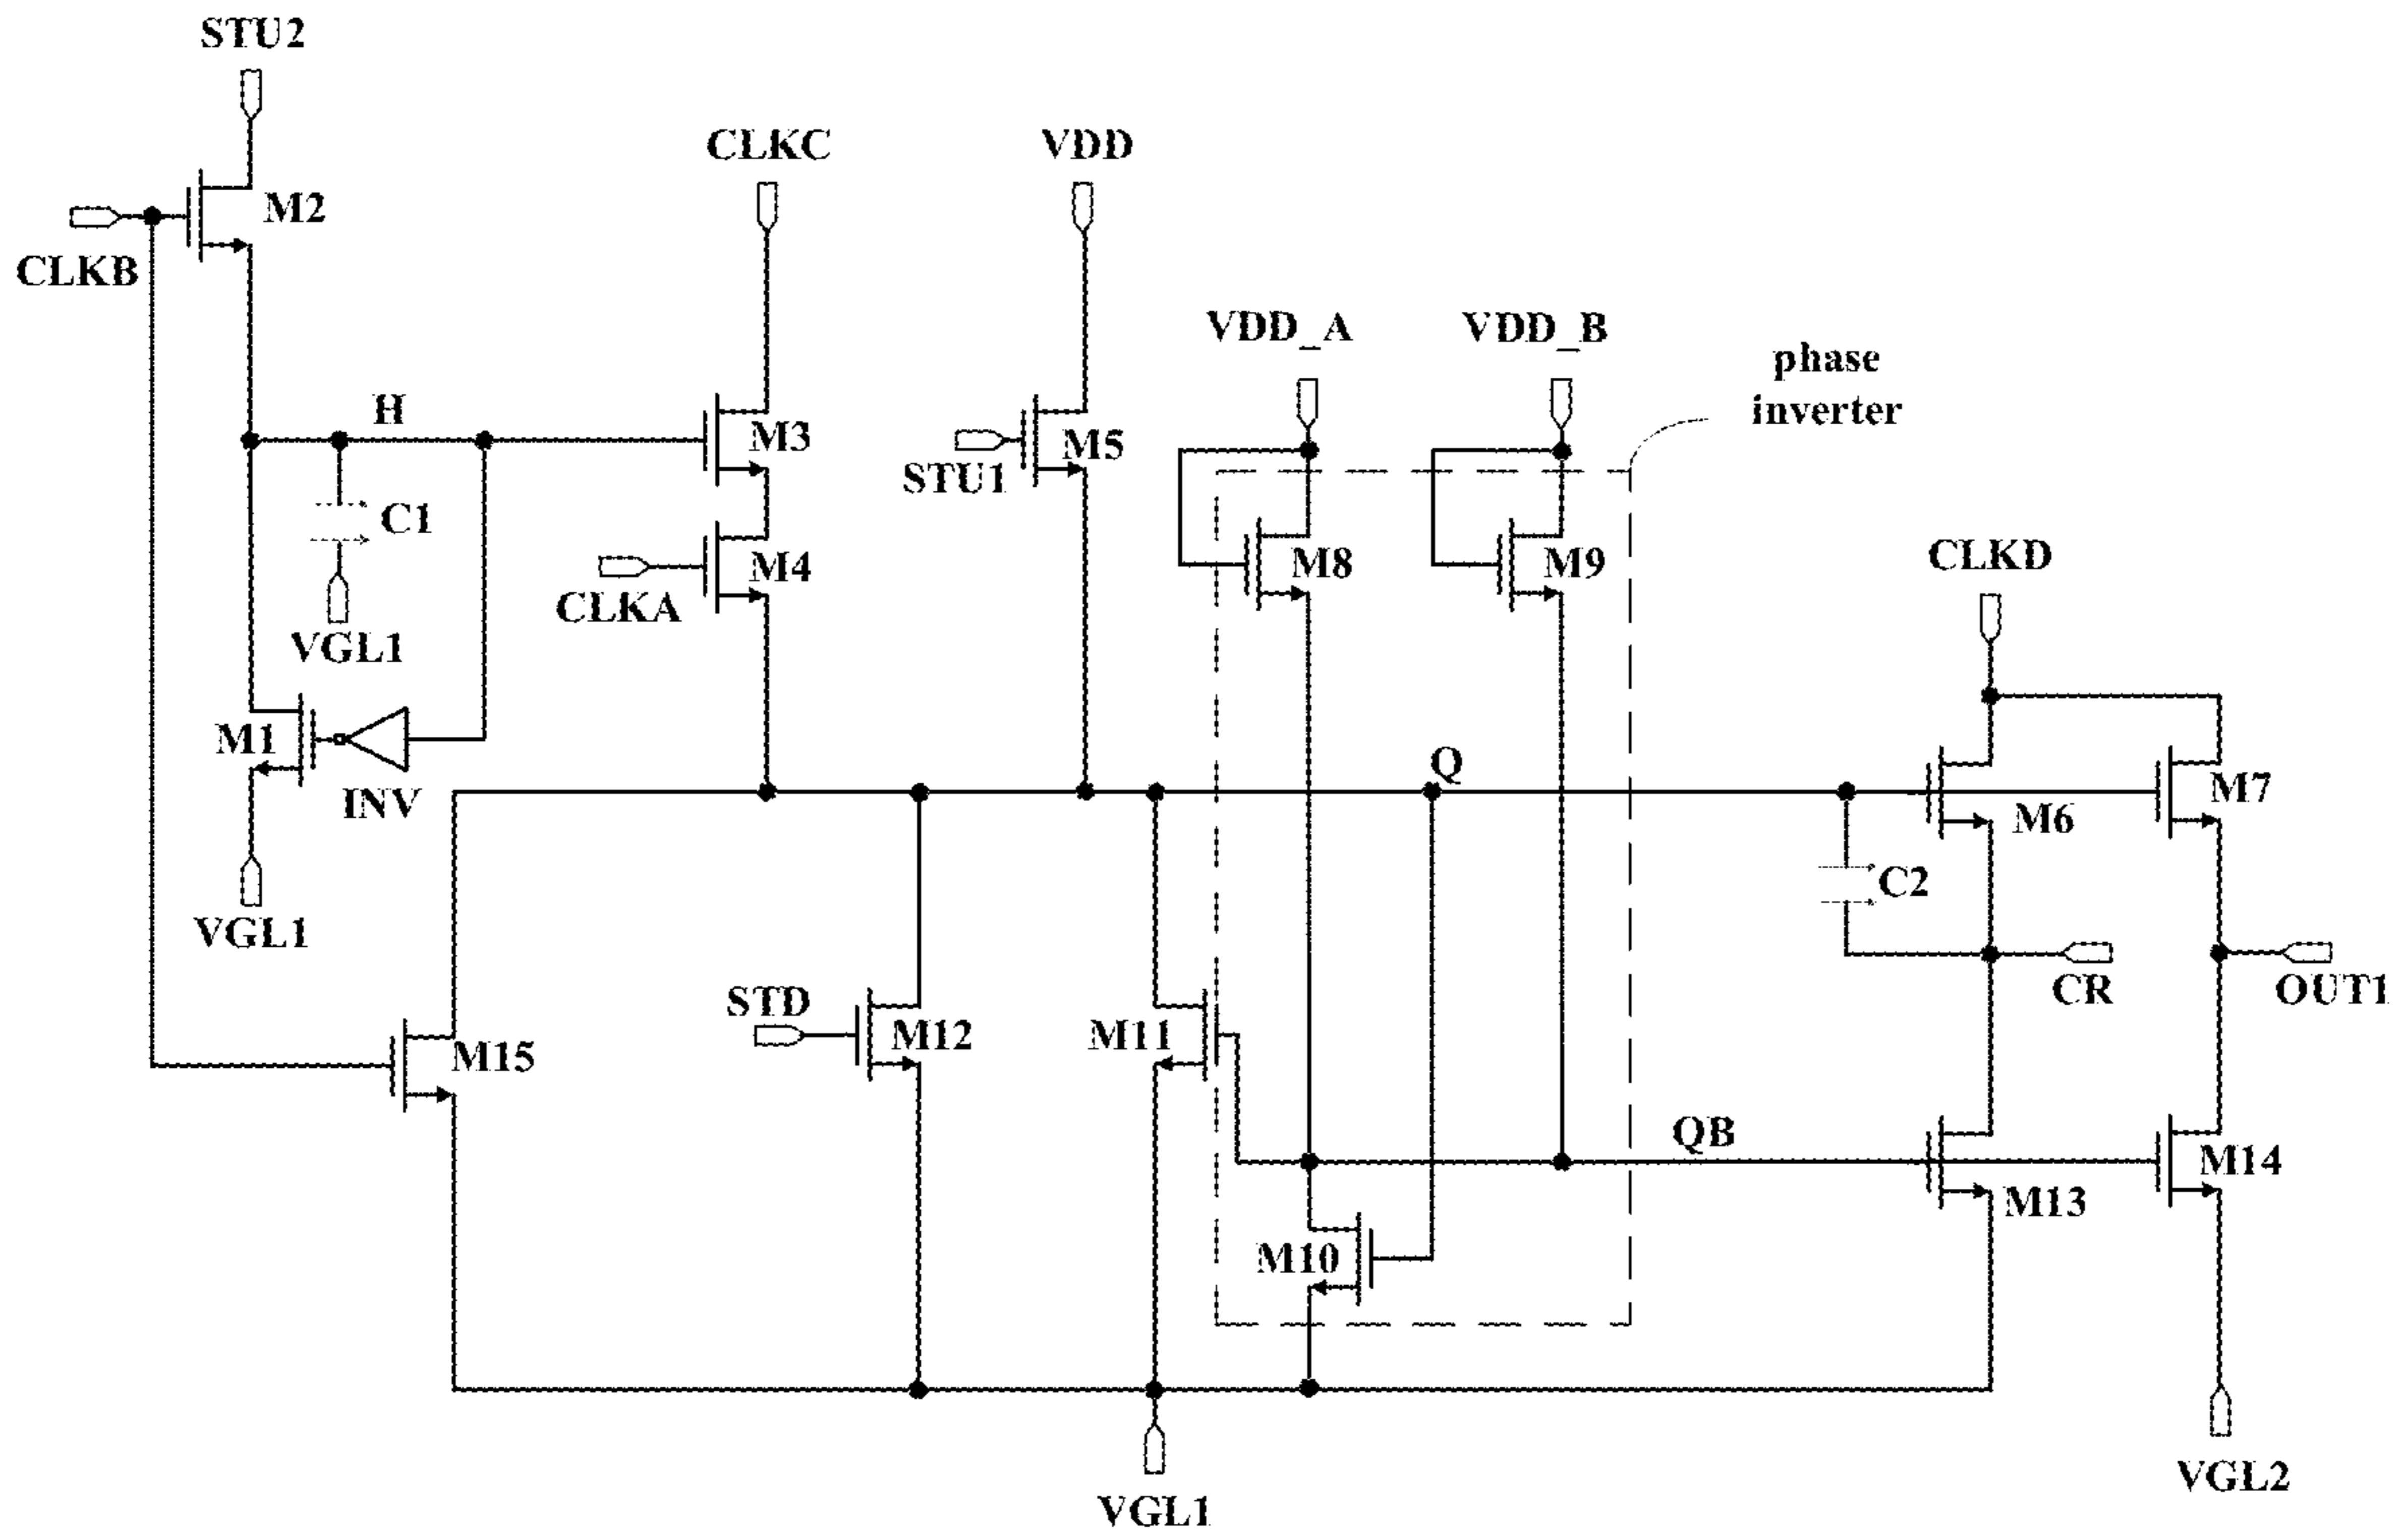 STU2
CLKC
VDD
M2
CLKB
VDD_A
VDD_B
phase
inverter
H
M3
M5
STU1
C1
M4
M8
M9
CLKD
CLKA
VGL1
M1
INV
Q
M7
M6
C2
VGL1
CR
OUT1
STD
M12
M11
M15
QB
M14
M13
M10
VGL2
VGL1